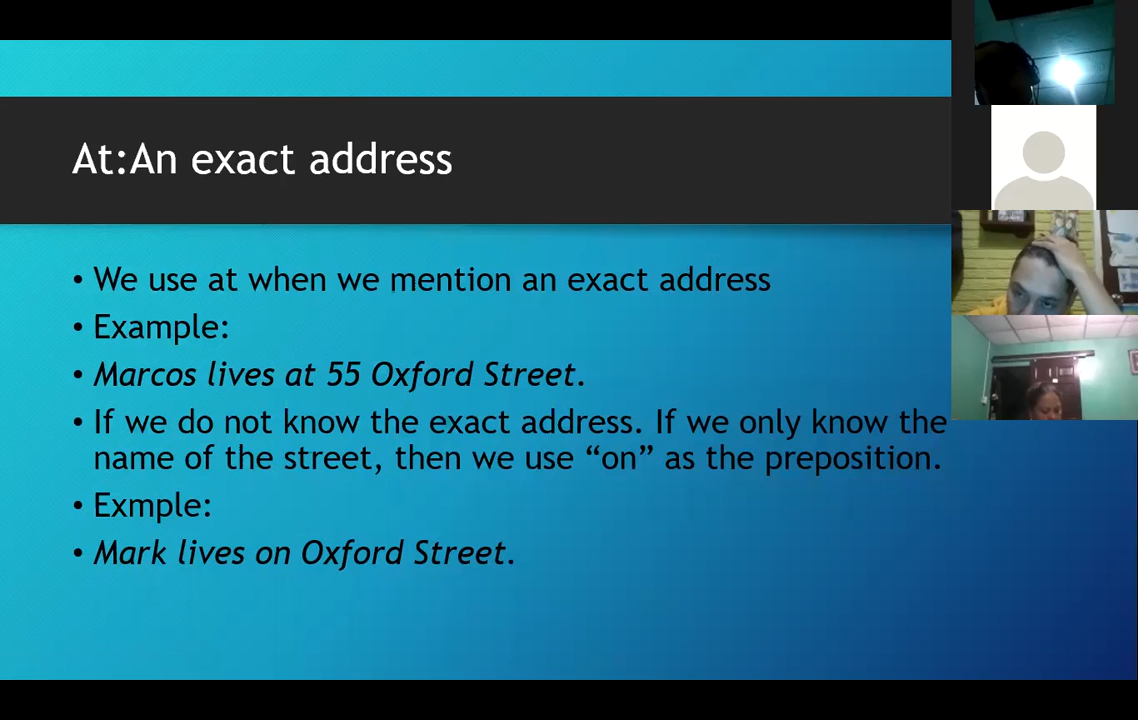 At:An exact address
• We use at when we mention an exact address
• Example:
• Marcos lives at 55 Oxford Street.
• If we do not know the exact address. If we only know the
name of the street, then we use “on” as the preposition.
• Exmple:
• Mark lives on Oxford Street.